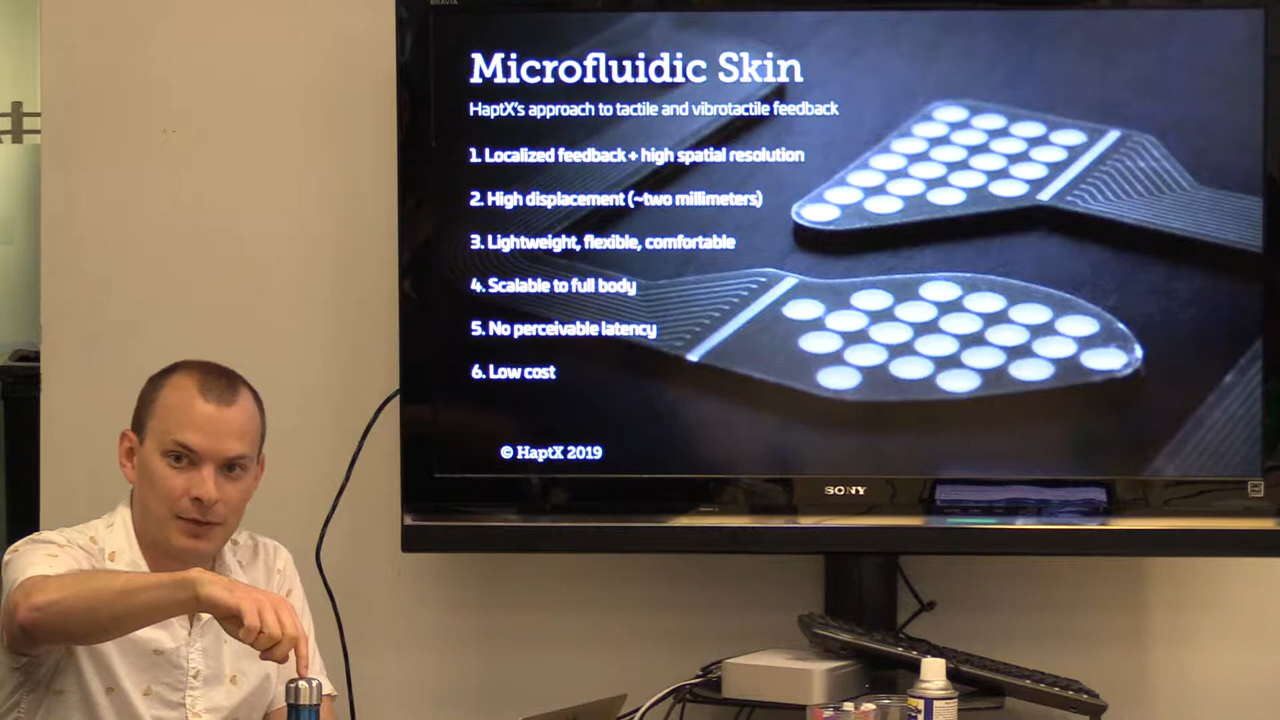 BRAVIA
Microfluidic Skin
HaptX's approach to tactile and vibrotactile feedback
1. Localized feedback + high spatial resolution
2. High displacement (~two millimeters)
3. Lightweight, flexible, comfortable
4. Scalable to full body
5. No perceivable latency
6. Low cost
© HaptX 2019
SONY